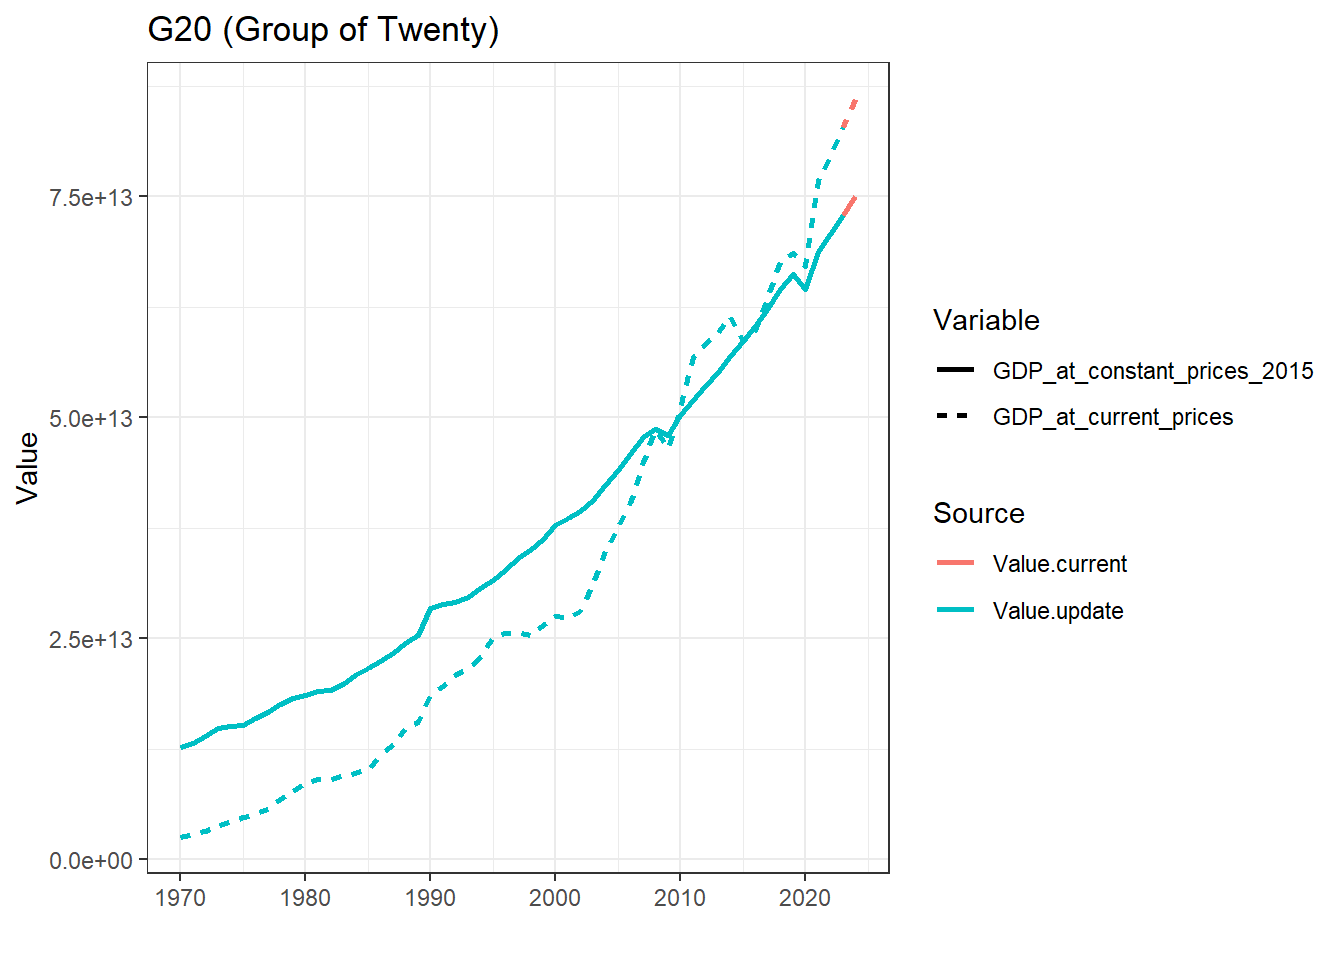 G20 (Group of Twenty)
Value
7.5e+13
5.0e+13
2.5e+13
0.0e+00
1970 1980 1990 2000 2010 2020
Variable
GDP_at_constant_prices_2015
GDP_at_current_prices
Source
Value.current
Value.update